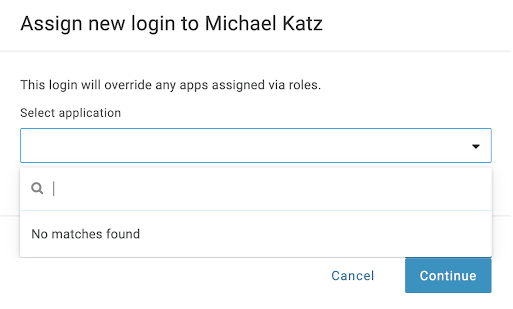 Assign new login to Michael Katz
This login will override any apps assigned via roles.
Select application
No matches found
Cancel
Continue